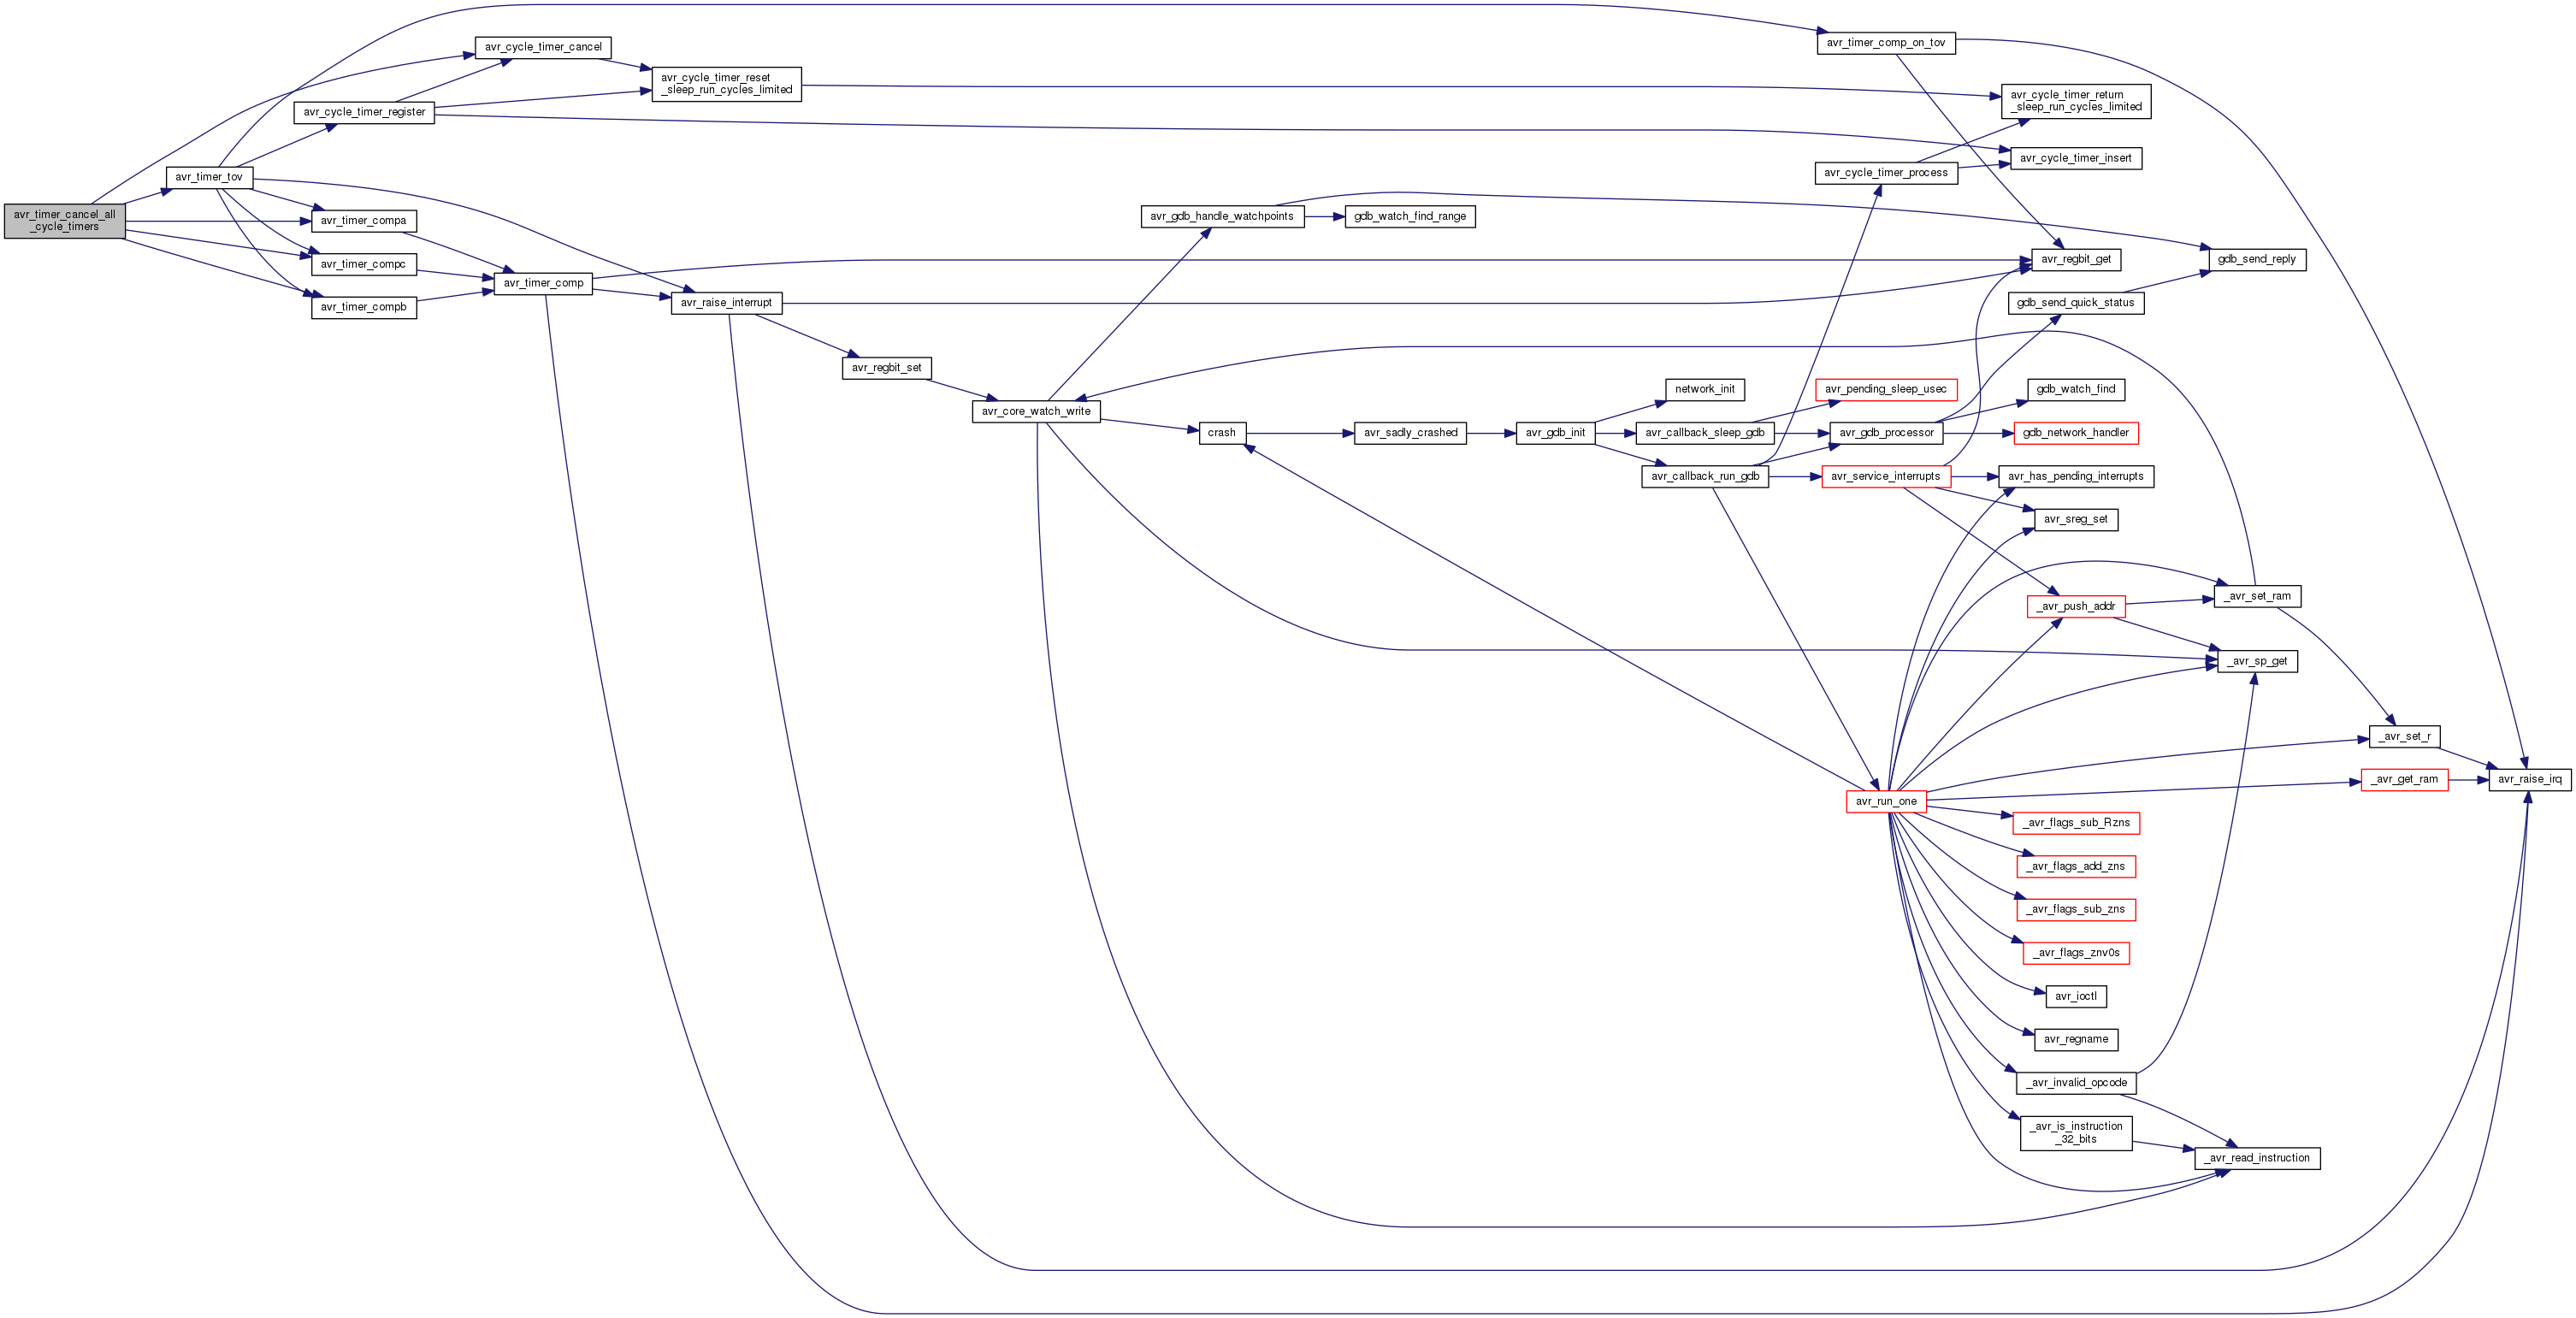 avr_timer_cancel_all
_cycle_timers
avr_timer_tov
avr_cycle_timer_cancel
avr_cycle_timer_register
avr_timer_compa
avr_timer_compc
avr_timer_compb
avr_cycle_timer_reset
_sleep_run_cycles_limited
avr_timer_comp
avr_raise_interrupt
avr_regbit_set
avr_core_watch_write
avr_gdb_handle_watchpoints
gdb_watch_find_range
crash
avr_sadly_crashed
avr_gdb_init
network_init
avr_callback_sleep_gdb
avr_callback_run_gdb
avr_timer_comp_on_tov
avr_cycle_timer_return
_sleep_run_cycles_limited
avr_cycle_timer_insert
avr_cycle_timer_process
avr_regbit_get
gdb_send_reply
gdb_send_quick_status
avr_pending_sleep_usec
gdb_watch_find
avr_gdb_processor
gdb_network_handler
avr_service_interrupts
avr_has_pending_interrupts
avr_sreg_set
_avr_push_addr
_avr_set_ram
_avr_sp_get
_avr_set_r
avr_raise_irq
_avr_get_ram
avr_run_one
_avr_flags_sub_Rzns
_avr_flags_add_zns
_avr_flags_sub_zns
_avr_flags_znv0s
avr_ioctl
avr_regname
_avr_invalid_opcode
_avr_is_instruction
_32_bits
_avr_read_instruction